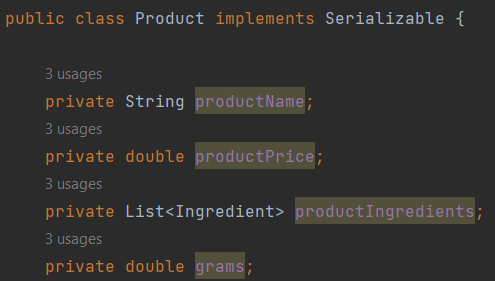 public class Product implements Serializable {
3 usages
private String productName;
3 usages
private double productPrice;
3 usages
private List<Ingredient> productIngredients;
3 usages
private double grams;